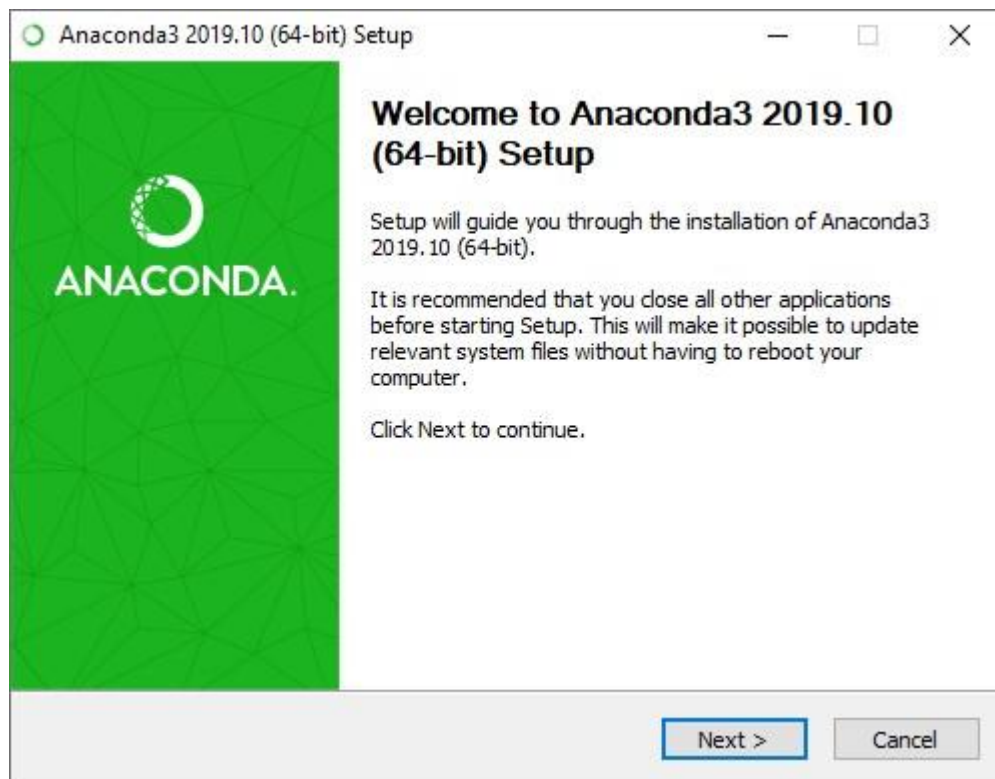 Anaconda3 2019.10 (64-bit) Setup
ANACONDA.
Welcome to Anaconda3 2019.10
(64-bit) Setup
Setup will guide you through the installation of Anaconda3
2019.10 (64-bit).
It is recommended that you close all other applications
before starting Setup. This will make it possible to update
relevant system files without having to reboot your
computer.
Click Next to continue.
Next >
Cancel